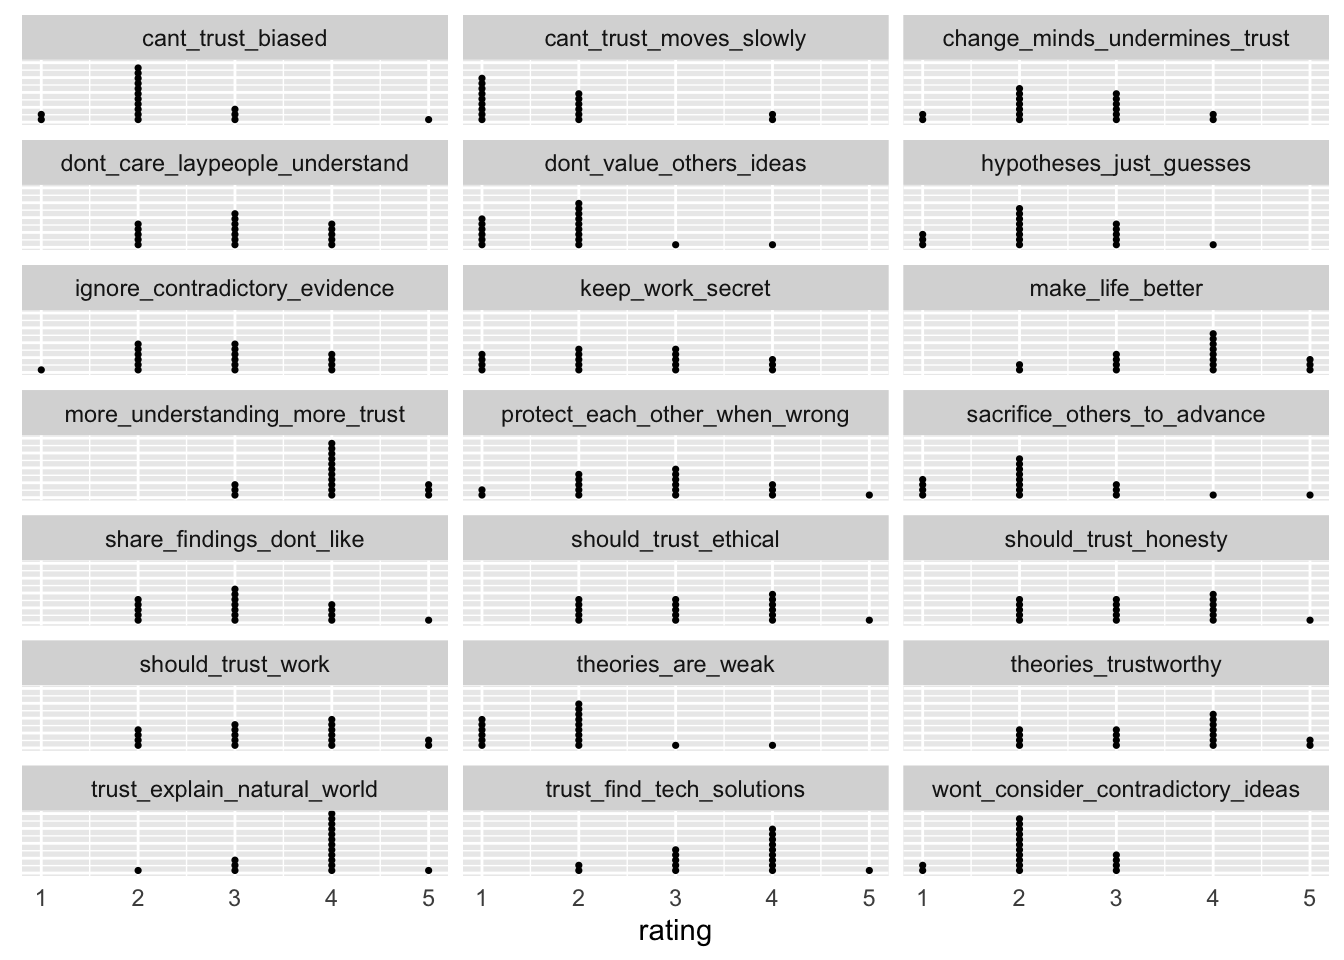 cant_trust_biased
cant_trust_moves_slowly
change_minds_undermines_trust
dont_care_laypeople_understand
dont_value_others_ideas
hypotheses_just_guesses
ignore_contradictory_evidence
keep_work_secret
make_life_better
more_understanding_more_trust
protect_each_other_when_wrong
sacrifice_others_to_advance
share_findings_dont_like
should_trust_ethical
should_trust_honesty
should_trust_work
theories_are_weak
theories_trustworthy
trust_explain_natural_world
trust_find_tech_solutions
wont_consider_contradictory_ideas
1 2 3 4 5
1 2 3 4 5
1 2 3 4 5
rating